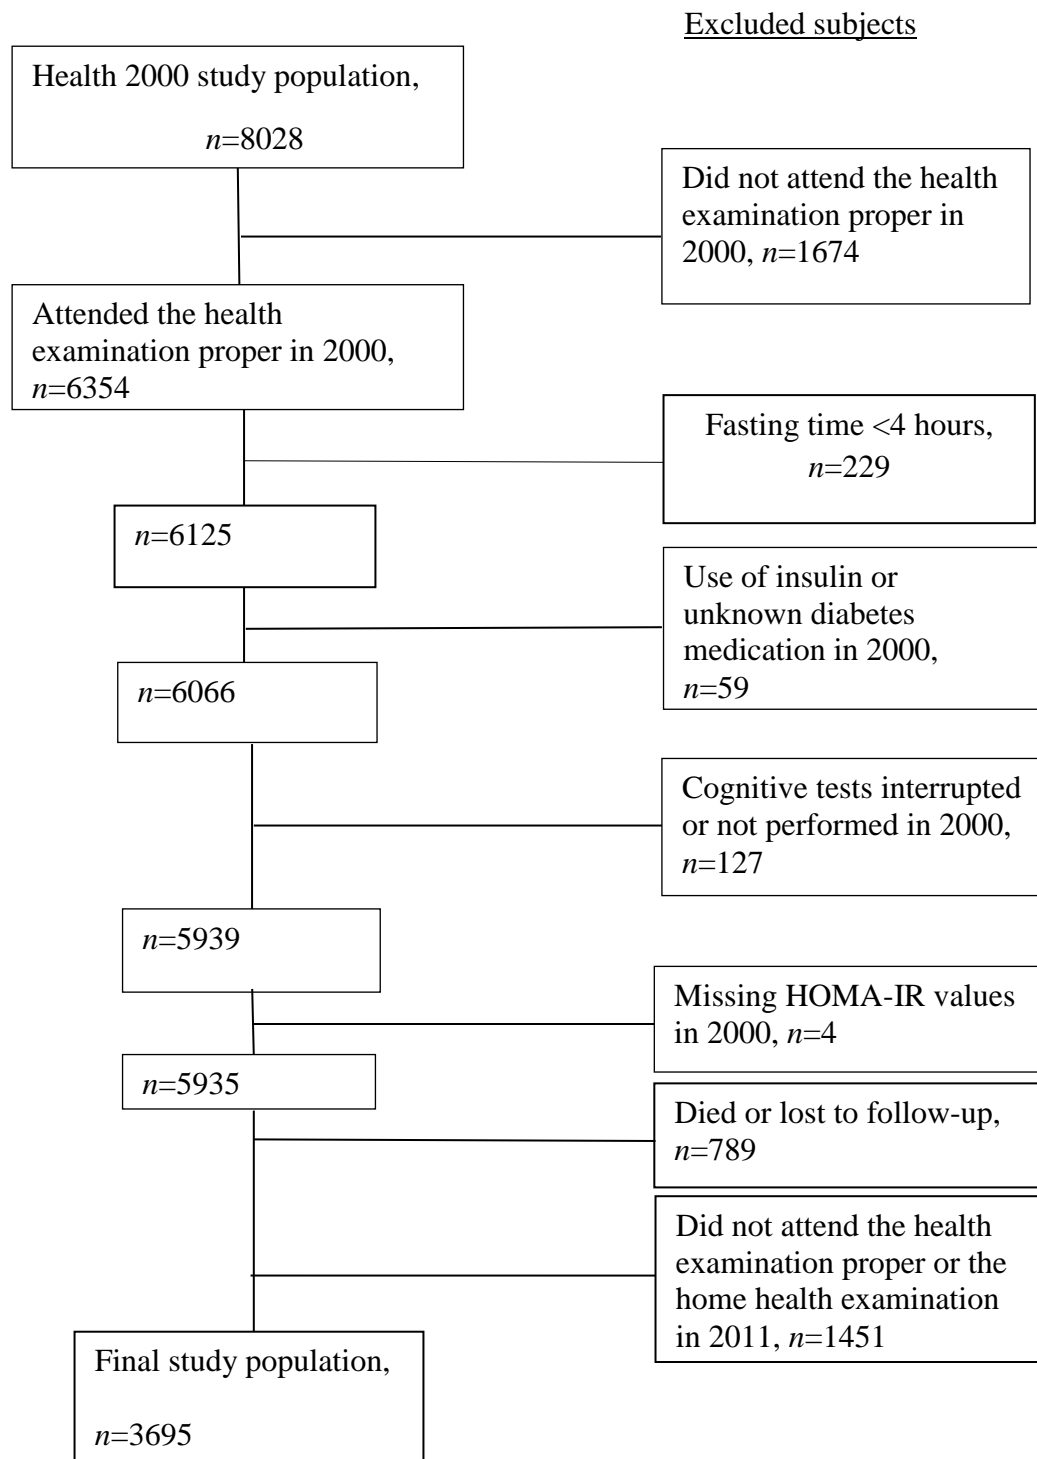 Excluded subjects
Health 2000 study population,
n=8028
Did not attend the health
examination proper in
2000, n=1674
Attended the health
examination proper in 2000,
n=6354
Fasting time <4 hours,
n=229
n=6125
Use of insulin or
unknown diabetes
medication in 2000,
n=59
n=6066
Cognitive tests interrupted
or not performed in 2000,
n=127
n=5939
Missing HOMA-IR values
in 2000, n=4
n=5935
Died or lost to follow-up,
n=789
Did not attend the health
examination proper or the
home health examination
in 2011, n=1451
Final study population,
n=3695